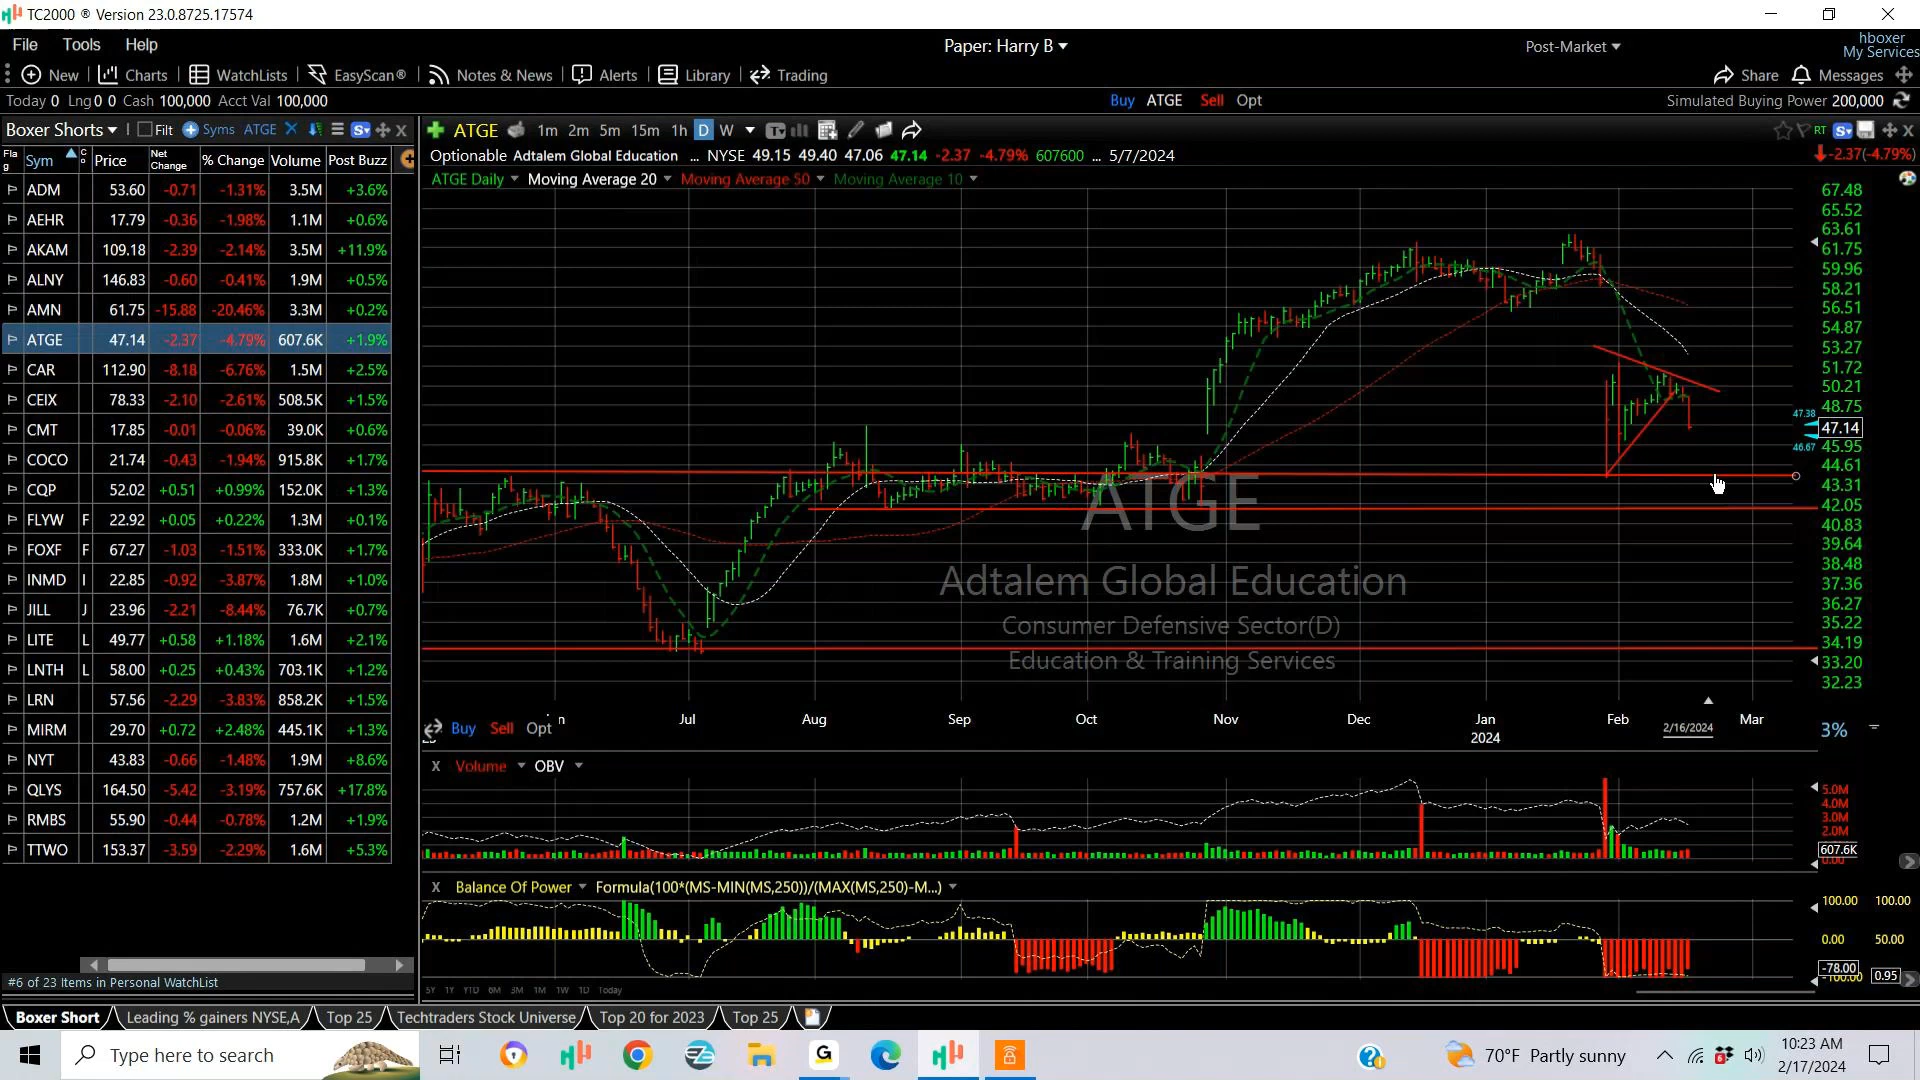 TC2000 ® Version 23.0.8725.17574
File Tools Help
Paper: Harry B
Post-Market
hboxer
My Services
New Charts WatchLists EasyScan® Notes & News Alerts Library Trading
Share Messages
Today 0 Lng 0 0 Cash 100,000 Acct Val 100,000
Buy ATGE Sell Opt
Simulated Buying Power 200,000
Boxer Shorts Filt Syms ATGE
ATGE 1m 2m 5m 15m 1h D W
RT
Optionable Adtalem Global Education ... NYSE 49.15 49.40 47.06 47.14 -2.37 -4.79% 607600 ... 5/7/2024
-2.37(-4.79%)
ATGE Daily Moving Average 20 Moving Average 50 Moving Average 10
Flag Sym Co Price Net Change % Change Volume Post Buzz
ADM 53.60 -0.71 -1.31% 3.5M +3.6%
AEHR 17.79 -0.36 -1.98% 1.1M +0.6%
AKAM 109.18 -2.39 -2.14% 3.5M +11.9%
ALNY 146.83 -0.60 -0.41% 1.9M +0.5%
AMN 61.75 -15.88 -20.46% 3.3M +0.2%
ATGE 47.14 -2.37 -4.79% 607.6K +1.9%
CAR 112.90 -8.18 -6.76% 1.5M +2.5%
CEIX 78.33 -2.10 -2.61% 508.5K +1.5%
CMT 17.85 -0.01 -0.06% 39.0K +0.6%
COCO 21.74 -0.43 -1.94% 915.8K +1.7%
CQP 52.02 +0.51 +0.99% 152.0K +1.3%
FLYW F 22.92 +0.05 +0.22% 1.3M +0.1%
FOXF F 67.27 -1.03 -1.51% 333.0K +1.7%
INMD I 22.85 -0.92 -3.87% 1.8M +1.0%
JILL J 23.96 -2.21 -8.44% 76.7K +0.7%
LITE L 49.77 +0.58 +1.18% 1.6M +2.1%
LNTH L 58.00 +0.25 +0.43% 703.1K +1.2%
LRN 57.56 -2.29 -3.83% 858.2K +1.5%
MIRM 29.70 +0.72 +2.48% 445.1K +1.3%
NYT 43.83 -0.66 -1.48% 1.9M +8.6%
QLYS 164.50 -5.42 -3.19% 757.6K +17.8%
RMBS 55.90 -0.44 -0.78% 1.2M +1.9%
TTWO 153.37 -3.59 -2.29% 1.6M +5.3%
#6 of 23 Items in Personal WatchList
67.48
65.52
63.61
61.75
59.96
58.21
56.51
54.87
53.27
51.72
50.21
48.75
47.38
47.14
46.67
45.95
44.61
43.31
42.05
40.83
39.64
38.48
37.36
36.27
35.22
34.19
33.20
32.23
ATGE
Adtalem Global Education
Consumer Defensive Sector(D)
Education & Training Services
Jul Aug Sep Oct Nov Dec Jan Feb Mar
2024
2/16/2024
Buy Sell Opt
3%
X Volume OBV
5.0M
4.0M
3.0M
2.0M
607.6K
X Balance Of Power Formula(100*(MS-MIN(MS,250))/(MAX(MS,250)-M...)
100.00 100.00
0.00 50.00
-78.00 0.95
-100.00
5Y 1Y YTD 6M 3M 1M 1W 1D Today
Boxer Short Leading % gainers NYSE,A Top 25 Techtraders Stock Universe Top 20 for 2023 Top 25
Type here to search
70°F Partly sunny
10:23 AM
2/17/2024